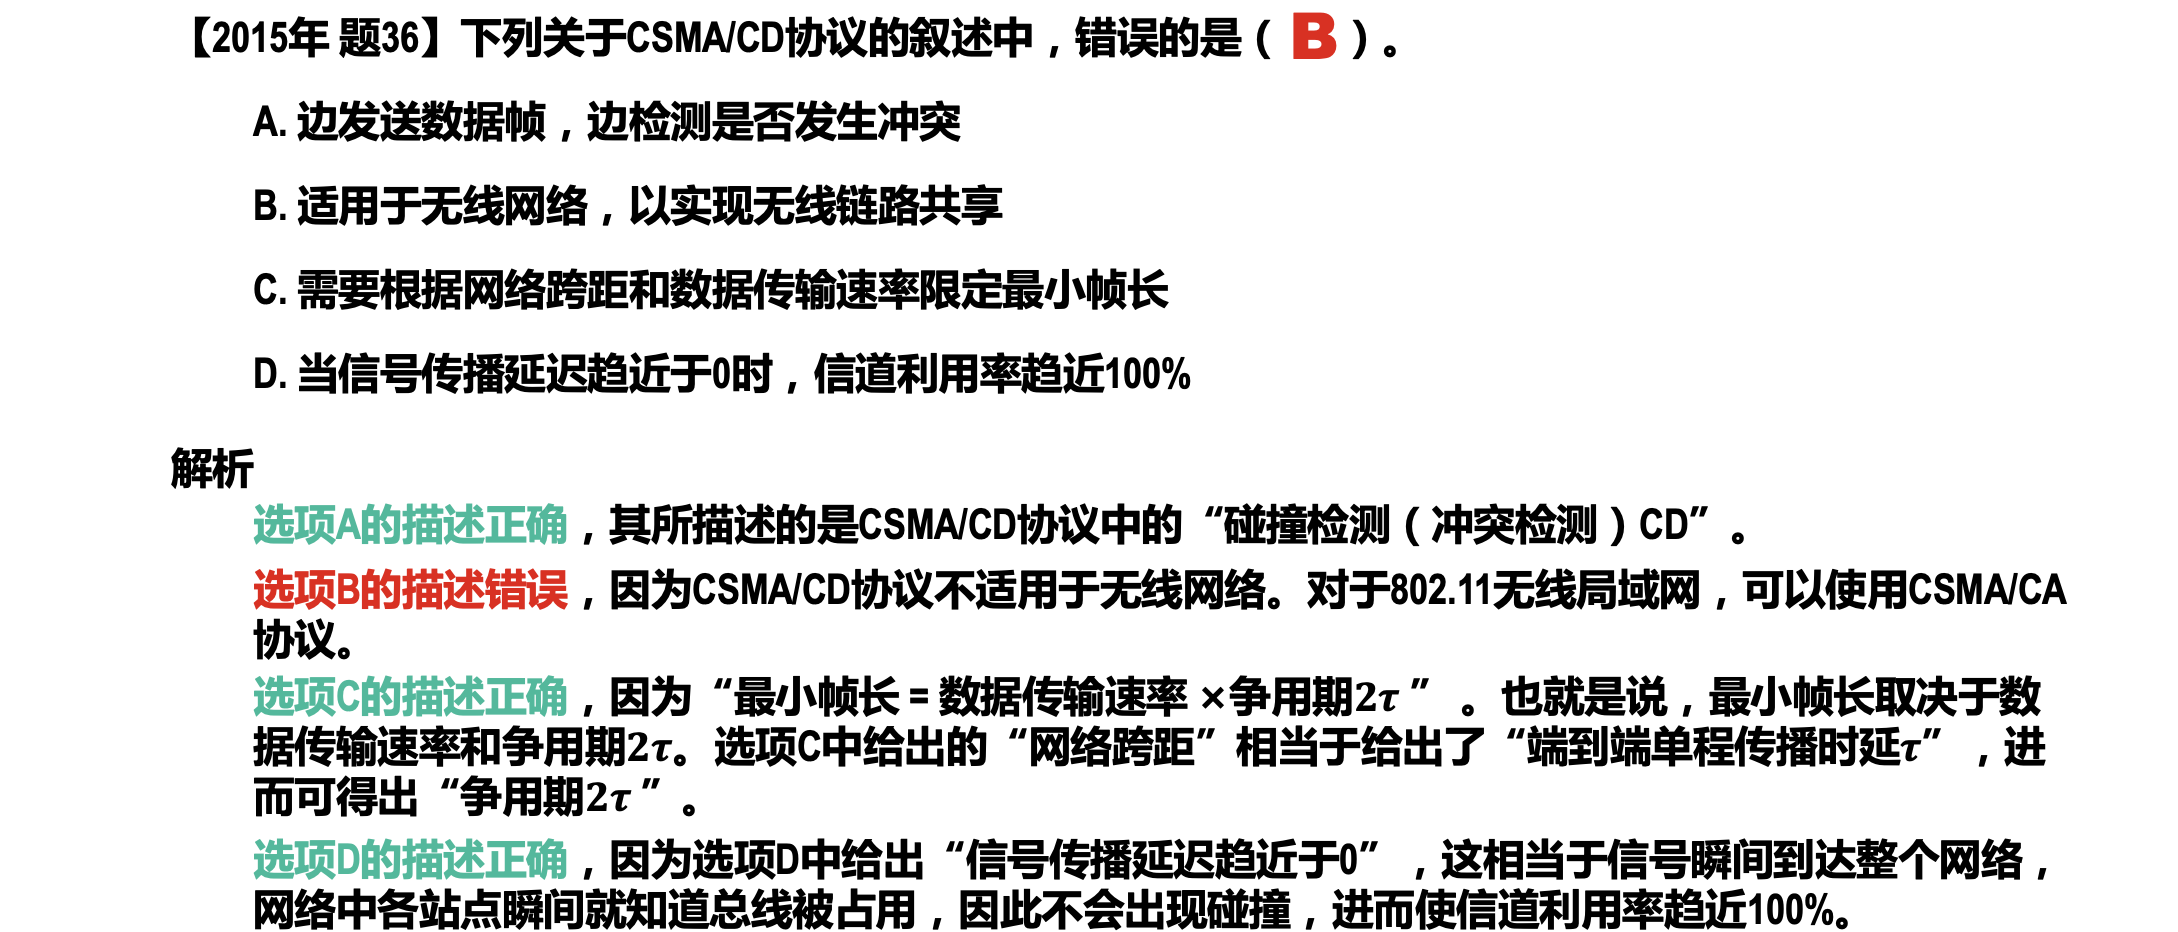 【2015年 题36】下列关于CSMA/CD协议的叙述中，错误的是（ B ）。
A. 边发送数据帧，边检测是否发生冲突
B. 适用于无线网络，以实现无线链路共享
C. 需要根据网络跨距和数据传输速率限定最小帧长
D. 当信号传播延迟趋近于0时，信道利用率趋近100%
解析
选项A的描述正确，其所描述的是CSMA/CD协议中的“碰撞检测（冲突检测）CD”。
选项B的描述错误，因为CSMA/CD协议不适用于无线网络。对于802.11无线局域网，可以使用CSMA/CA
协议。
选项C的描述正确，因为“最小帧长 = 数据传输速率 ×争用期2τ ”。也就是说，最小帧长取决于数
据传输速率和争用期2τ。选项C中给出的“网络跨距”相当于给出了“端到端单程传播时延τ”，进
而可得出“争用期2τ ”。
选项D的描述正确，因为选项D中给出“信号传播延迟趋近于0”，这相当于信号瞬间到达整个网络，
网络中各站点瞬间就知道总线被占用，因此不会出现碰撞，进而使信道利用率趋近100%。